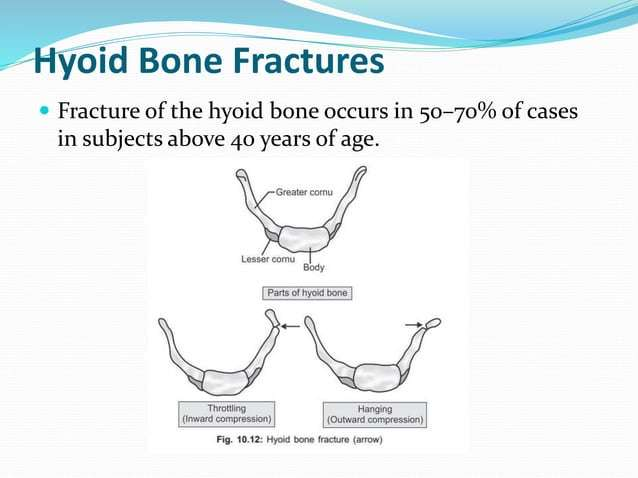 Hyoid Bone Fractures
Fracture of the hyoid bone occurs in 50–70% of cases
in subjects above 40 years of age.
Greater cornu
Lesser cornu
Body
Parts of hyoid bone
Throttling
(Inward compression)
Hanging
(Outward compression)
Fig. 10.12: Hyoid bone fracture (arrow)